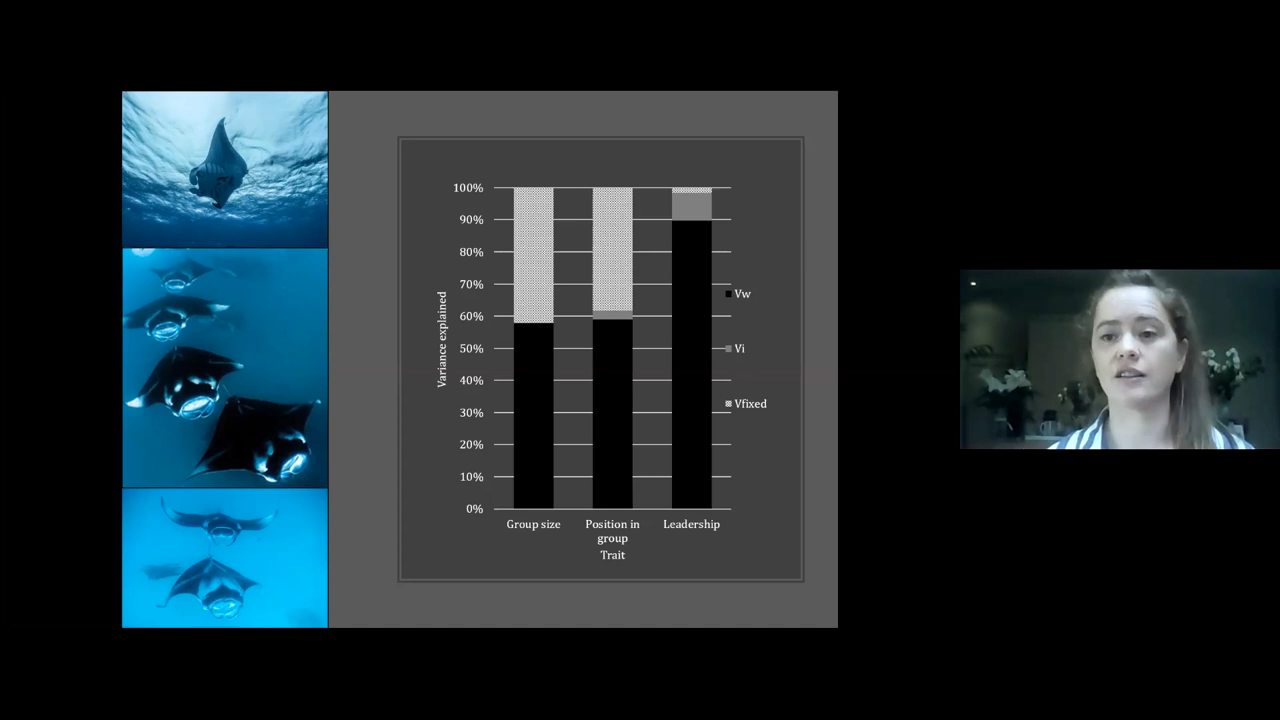 100%
90%
80%
70%
60%
50%
40%
30%
20%
10%
0%
Variance explained
Group size
Position in
group
Leadership
Trait
Vw
Vi
Vfixed